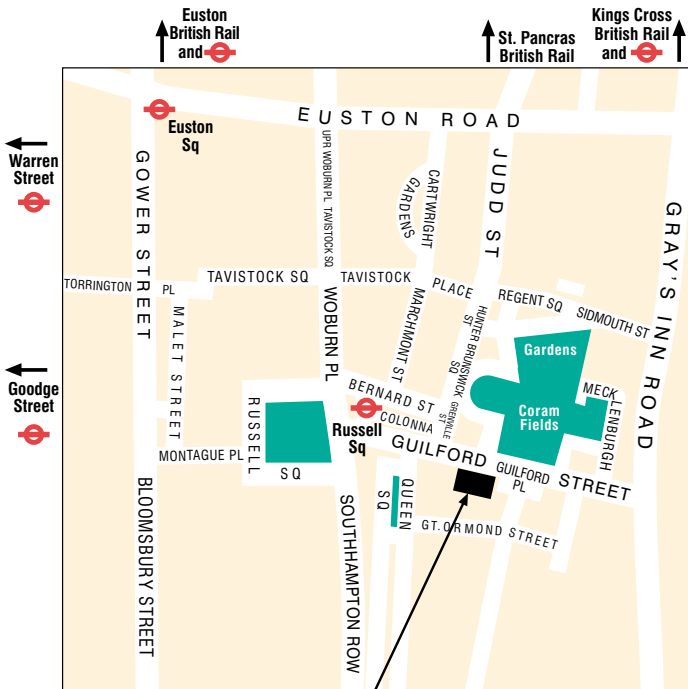 Euston
British Rail
and
St. Pancras
British Rail
Kings Cross
British Rail
and
Warren
Street
Goodge
Street
Euston
Sq
EUSTON ROAD
GOWER STREET
UPR WOBURN PL TAVISTOCK SQ
CARTWRIGHT
GARDENS
JUDD ST
GRAY'S INN ROAD
TORRINGTON PL
TAVISTOCK SQ
TAVISTOCK PLACE
REGENT SQ
SIDMOUTH ST
MALET STREET
WOBURN PL
MARCHMONT ST
HUNTER ST
BRUNSWICK SQ
GRENVILLE ST
Gardens
Coram
Fields
MECKLENBURGH
BERNARD ST
COLONNA
Russell
Sq
RUSSELL
SQ
MONTAGUE PL
GUILFORD STREET
GUILFORD
PL
QUEEN
SQ
GT.ORMOND STREET
BLOOMSBURY STREET
SOUTHHAMPTON ROW